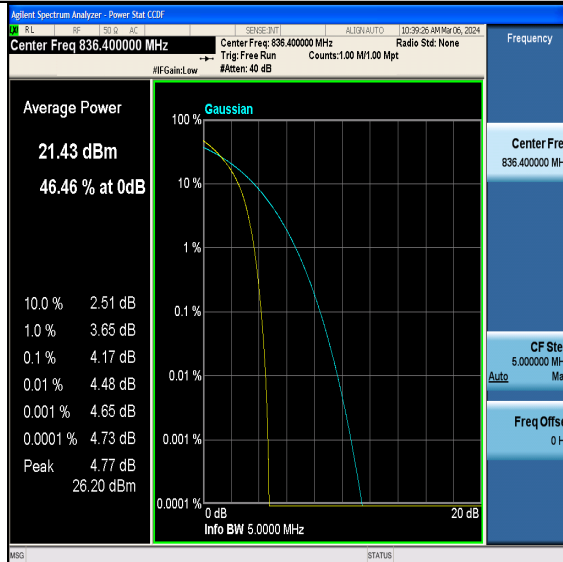 Agilent Spectrum Analyzer - Power Stat CCDF
LXI RL RF 50 Ω AC SENSE:INT ALIGN AUTO 10:39:26 AM Mar 06, 2024
Center Freq 836.400000 MHz
Center Freq: 836.400000 MHz
Radio Std: None
Trig: Free Run
Counts:1.00 M/1.00 Mpt
#IFGain:Low
#Atten: 40 dB
Frequency
Average Power
21.43 dBm
46.46 % at 0dB
10.0 % 2.51 dB
1.0 % 3.65 dB
0.1 % 4.17 dB
0.01 % 4.48 dB
0.001 % 4.65 dB
0.0001 % 4.73 dB
Peak 4.77 dB
26.20 dBm
Gaussian
100 %
10 %
1 %
0.1 %
0.01 %
0.001 %
0.0001 %
0 dB
20 dB
Info BW 5.0000 MHz
Center Fre
836.400000 MH
CF Ste
5.000000 MH
Auto Ma
Freq Offs
0 H
MSG
STATUS